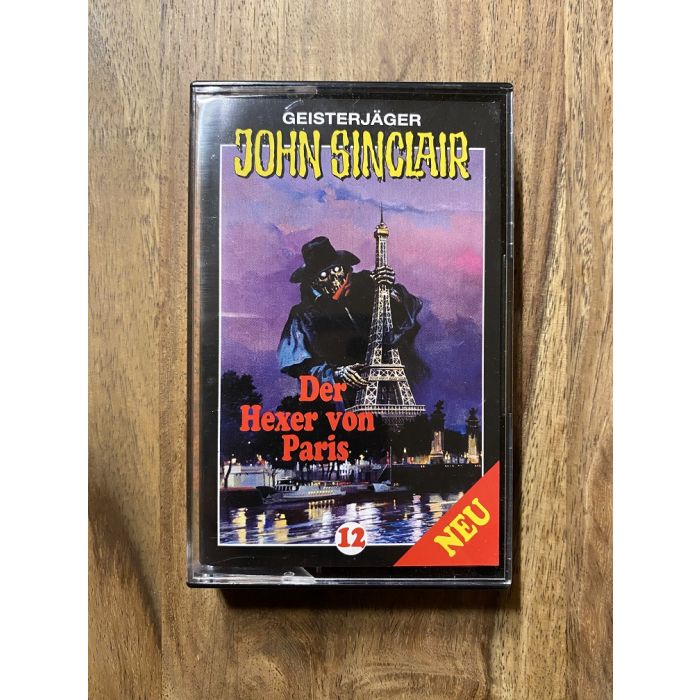 GEISTERJÄGER
JOHN SINCLAIR
Der
Hexer von
Paris
12
NEU